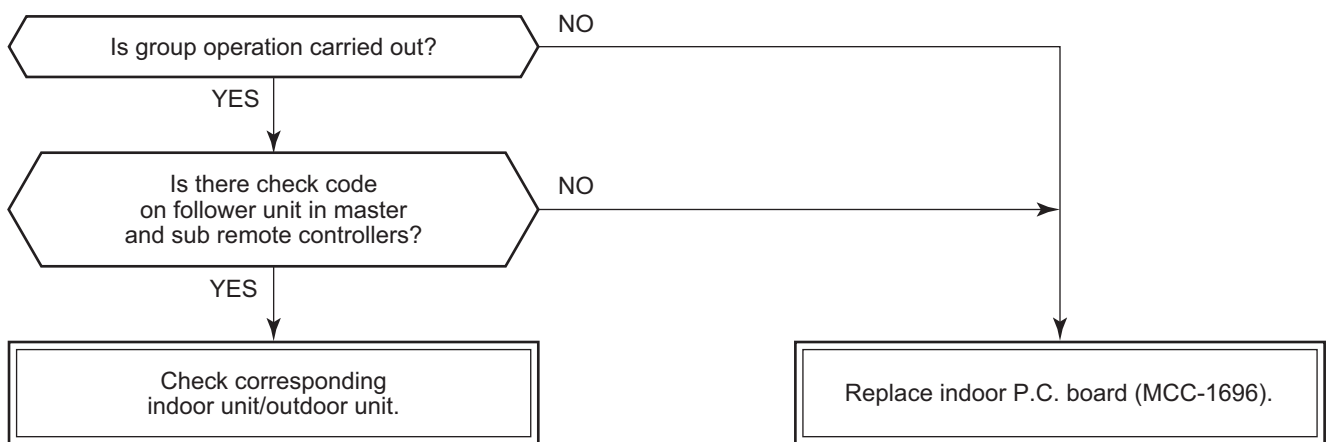 Is group operation carried out?
NO
YES
Is there check code
on follower unit in master
and sub remote controllers?
NO
YES
Check corresponding
indoor unit/outdoor unit.
Replace indoor P.C. board (MCC-1696).